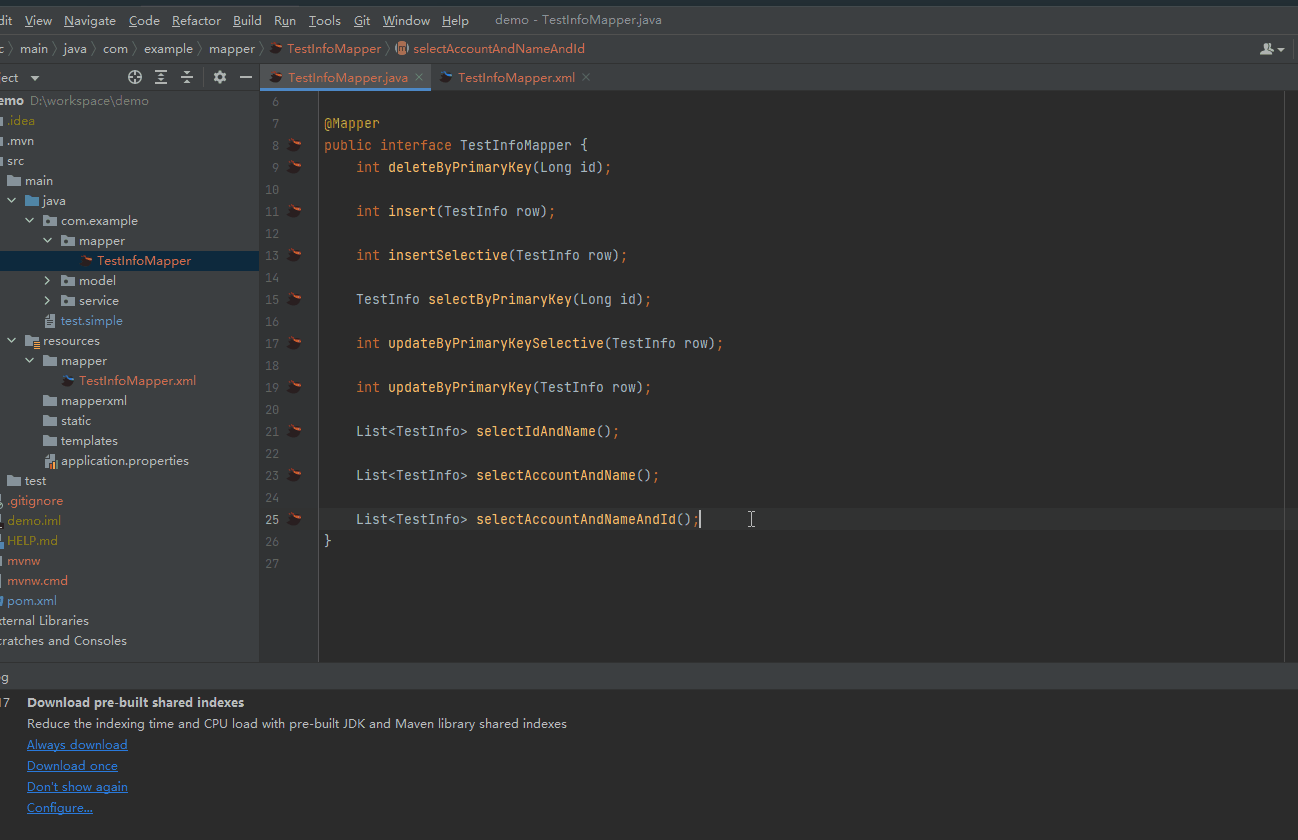 dit View Navigate Code Refactor Build Run Tools Git Window Help demo - TestInfoMapper.java
c main java com example mapper TestInfoMapper m selectAccountAndNameAndId
ect TestInfoMapper.java TestInfoMapper.xml
emo D:\workspace\demo
.idea
.mvn
src
main
java
com.example
mapper
TestInfoMapper
model
service
test.simple
resources
mapper
TestInfoMapper.xml
mapperxml
static
templates
application.properties
test
.gitignore
demo.iml
HELP.md
mvnw
mvnw.cmd
pom.xml
xternal Libraries
cratches and Consoles
6
7 @Mapper
8 public interface TestInfoMapper {
9 int deleteByPrimaryKey(Long id);
10
11 int insert(TestInfo row);
12
13 int insertSelective(TestInfo row);
14
15 TestInfo selectByPrimaryKey(Long id);
16
17 int updateByPrimaryKeySelective(TestInfo row);
18
19 int updateByPrimaryKey(TestInfo row);
20
21 List<TestInfo> selectIdAndName();
22
23 List<TestInfo> selectAccountAndName();
24
25 List<TestInfo> selectAccountAndNameAndId();
26 }
27
g
17 Download pre-built shared indexes
Reduce the indexing time and CPU load with pre-built JDK and Maven library shared indexes
Always download
Download once
Don't show again
Configure...